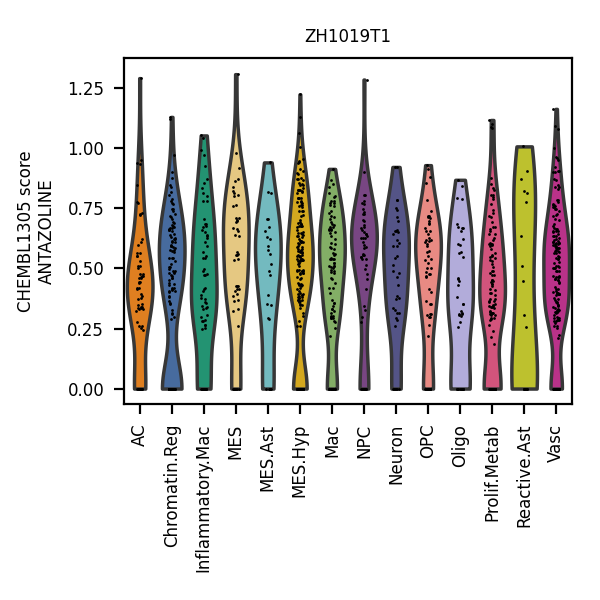 ZH1019T1
CHEMBL1305 score
ANTAZOLINE
1.25
1.00
0.75
0.50
0.25
0.00
AC
Chromatin.Reg
Inflammatory.Mac
MES
MES.Ast
MES.Hyp
Mac
NPC
Neuron
OPC
Oligo
Prolif.Metab
Reactive.Ast
Vasc